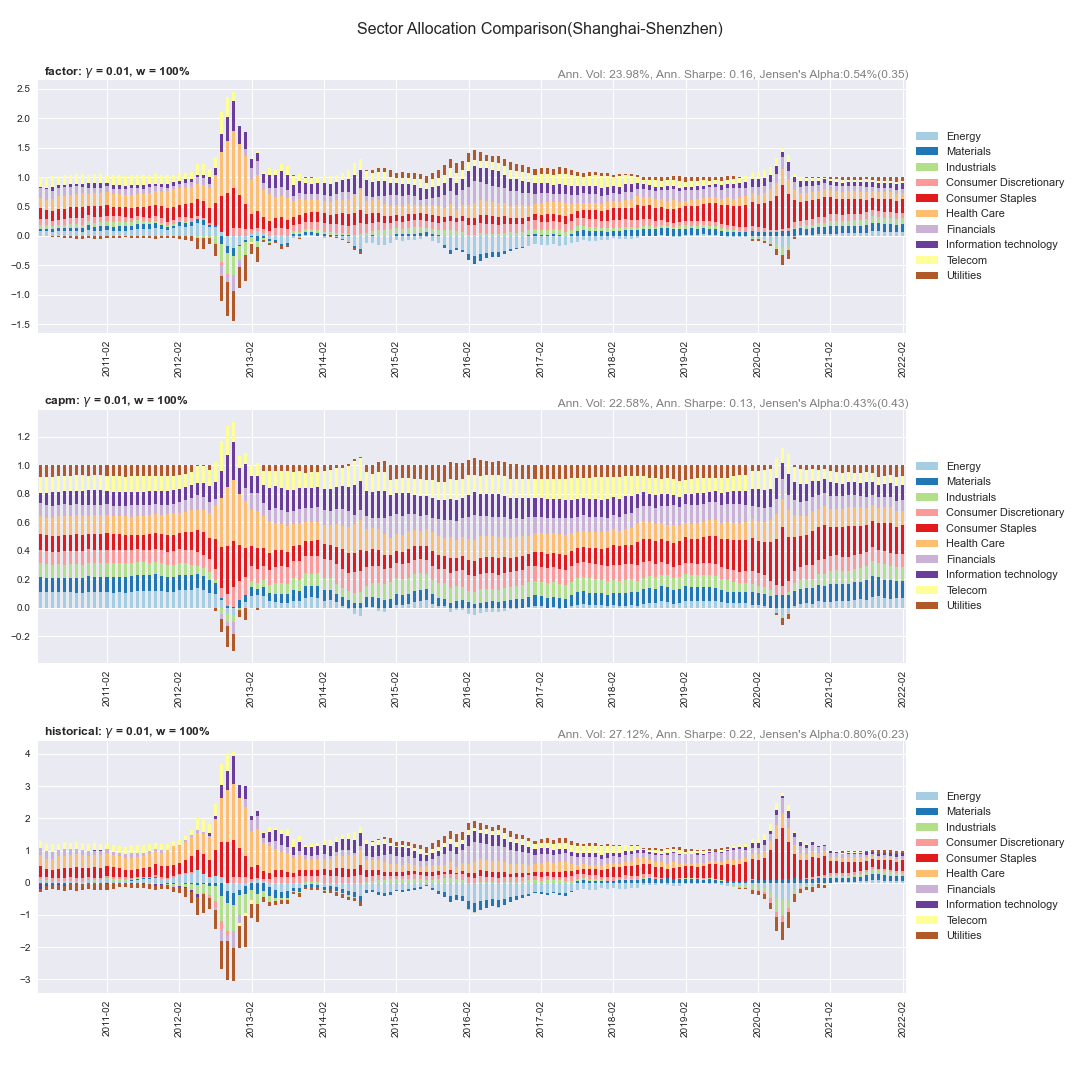 Sector Allocation Comparison(Shanghai-Shenzhen)
factor: γ = 0.01, w = 100%
Ann. Vol: 23.98%, Ann. Sharpe: 0.16, Jensen's Alpha:0.54%(0.35)
2.5
2.0
1.5
1.0
0.5
0.0
−0.5
−1.0
−1.5
2011-02
2012-02
2013-02
2014-02
2015-02
2016-02
2017-02
2018-02
2019-02
2020-02
2021-02
2022-02
Energy
Materials
Industrials
Consumer Discretionary
Consumer Staples
Health Care
Financials
Information technology
Telecom
Utilities
capm: γ = 0.01, w = 100%
Ann. Vol: 22.58%, Ann. Sharpe: 0.13, Jensen's Alpha:0.43%(0.43)
1.2
1.0
0.8
0.6
0.4
0.2
0.0
−0.2
2011-02
2012-02
2013-02
2014-02
2015-02
2016-02
2017-02
2018-02
2019-02
2020-02
2021-02
2022-02
Energy
Materials
Industrials
Consumer Discretionary
Consumer Staples
Health Care
Financials
Information technology
Telecom
Utilities
historical: γ = 0.01, w = 100%
Ann. Vol: 27.12%, Ann. Sharpe: 0.22, Jensen's Alpha:0.80%(0.23)
4
3
2
1
0
−1
−2
−3
2011-02
2012-02
2013-02
2014-02
2015-02
2016-02
2017-02
2018-02
2019-02
2020-02
2021-02
2022-02
Energy
Materials
Industrials
Consumer Discretionary
Consumer Staples
Health Care
Financials
Information technology
Telecom
Utilities